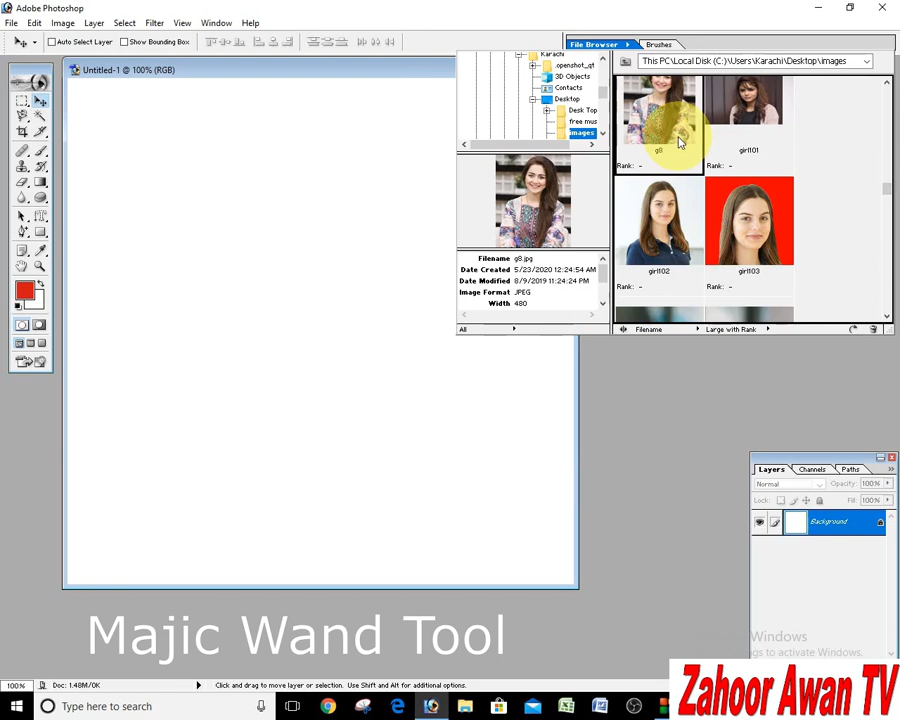 Adobe Photoshop
File Edit Image Layer Select Filter View Window Help
Auto Select Layer Show Bounding Box
File Browser Brushes
Untitled-1 @ 100% (RGB)
This PC\Local Disk (C:)\Users\Karachi\Desktop\images
Karachi
.openshot_qt
3D Objects
Contacts
Desktop
Desk Top
free mus
images
g8
girl101
Rank: -
Rank: -
girl102
girl103
Rank: -
Rank: -
Filename g8.jpg
Date Created 5/23/2020 12:24:54 AM
Date Modified 8/9/2019 11:24:24 PM
Image Format JPEG
Width 480
All
Filename
Large with Rank
Layers Channels Paths
Normal Opacity: 100%
Lock: Fill: 100%
Background
Majic Wand Tool
Windows
ngs to activate Windows.
100% Doc: 1.48M/0K Click and drag to move layer or selection. Use Shift and Alt for additional options.
Type here to search
Zahoor Awan TV